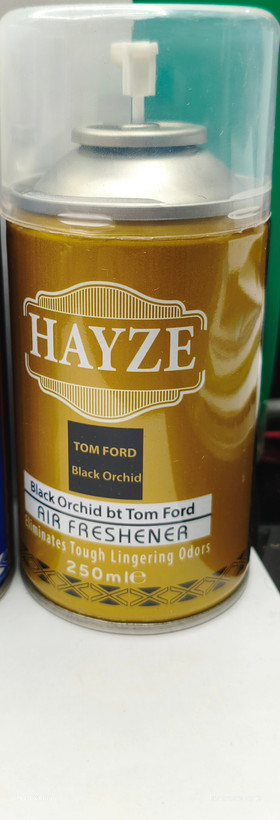 HAYZE
TOM FORD
Black Orchid
Black Orchid bt Tom Ford
AIR FRESHENER
Eliminates Tough Lingering Odors
250ml℮